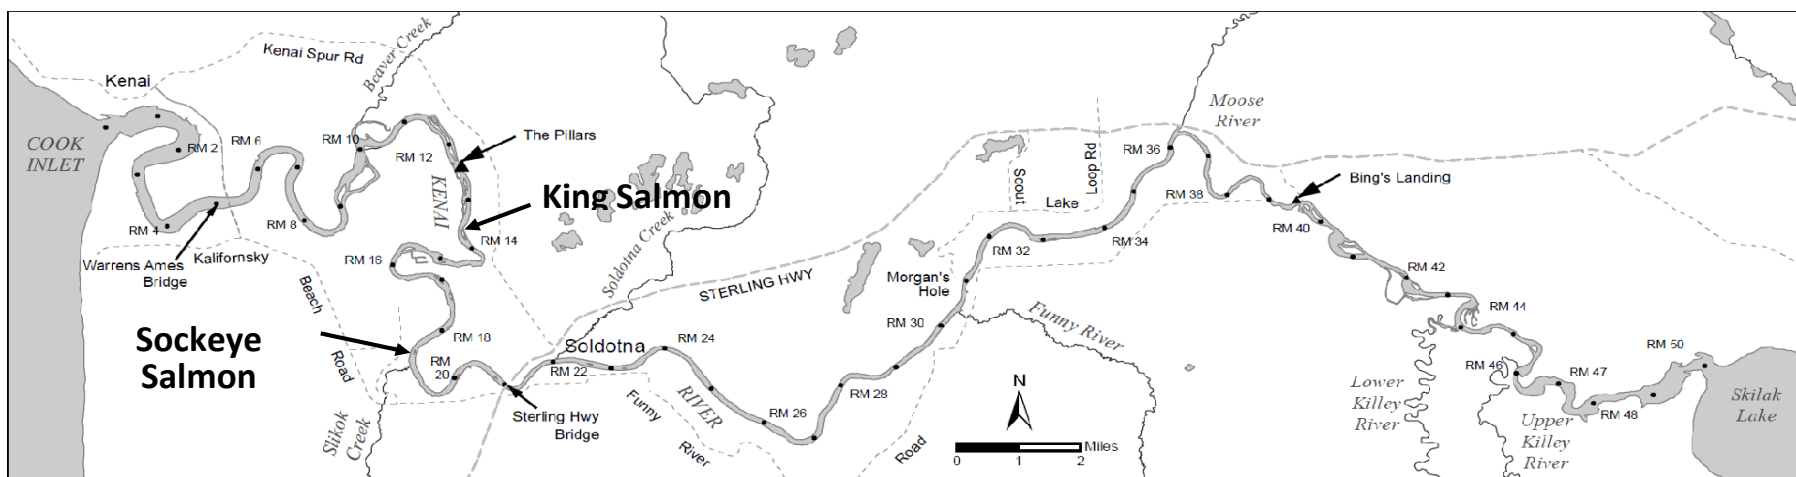 Kenai Spur Rd
Beaver Creek
Kenai
COOK
INLET
RM 2
RM 4
RM 6
RM 8
RM 10
RM 12
The Pillars
KENAI
King Salmon
RM 14
RM 16
Warrens Ames
Bridge
Kalifornsky
Beach
Road
Sockeye
Salmon
RM 18
RM
20
Slikok
Creek
Soldotna Creek
STERLING HWY
Soldotna
RM 22
Sterling Hwy
Bridge
Funny
River
Road
RM 24
RIVER
RM 26
RM 28
RM 30
Morgan's
Hole
Funny River
RM 32
Scout
Lake
Loop Rd
RM 34
RM 36
Moose
River
RM 38
Bing's Landing
RM 40
RM 42
RM 44
RM 46
RM 47
RM 48
RM 50
Lower
Killey
River
Upper
Killey
River
Skilak
Lake
N
Miles
0 1 2